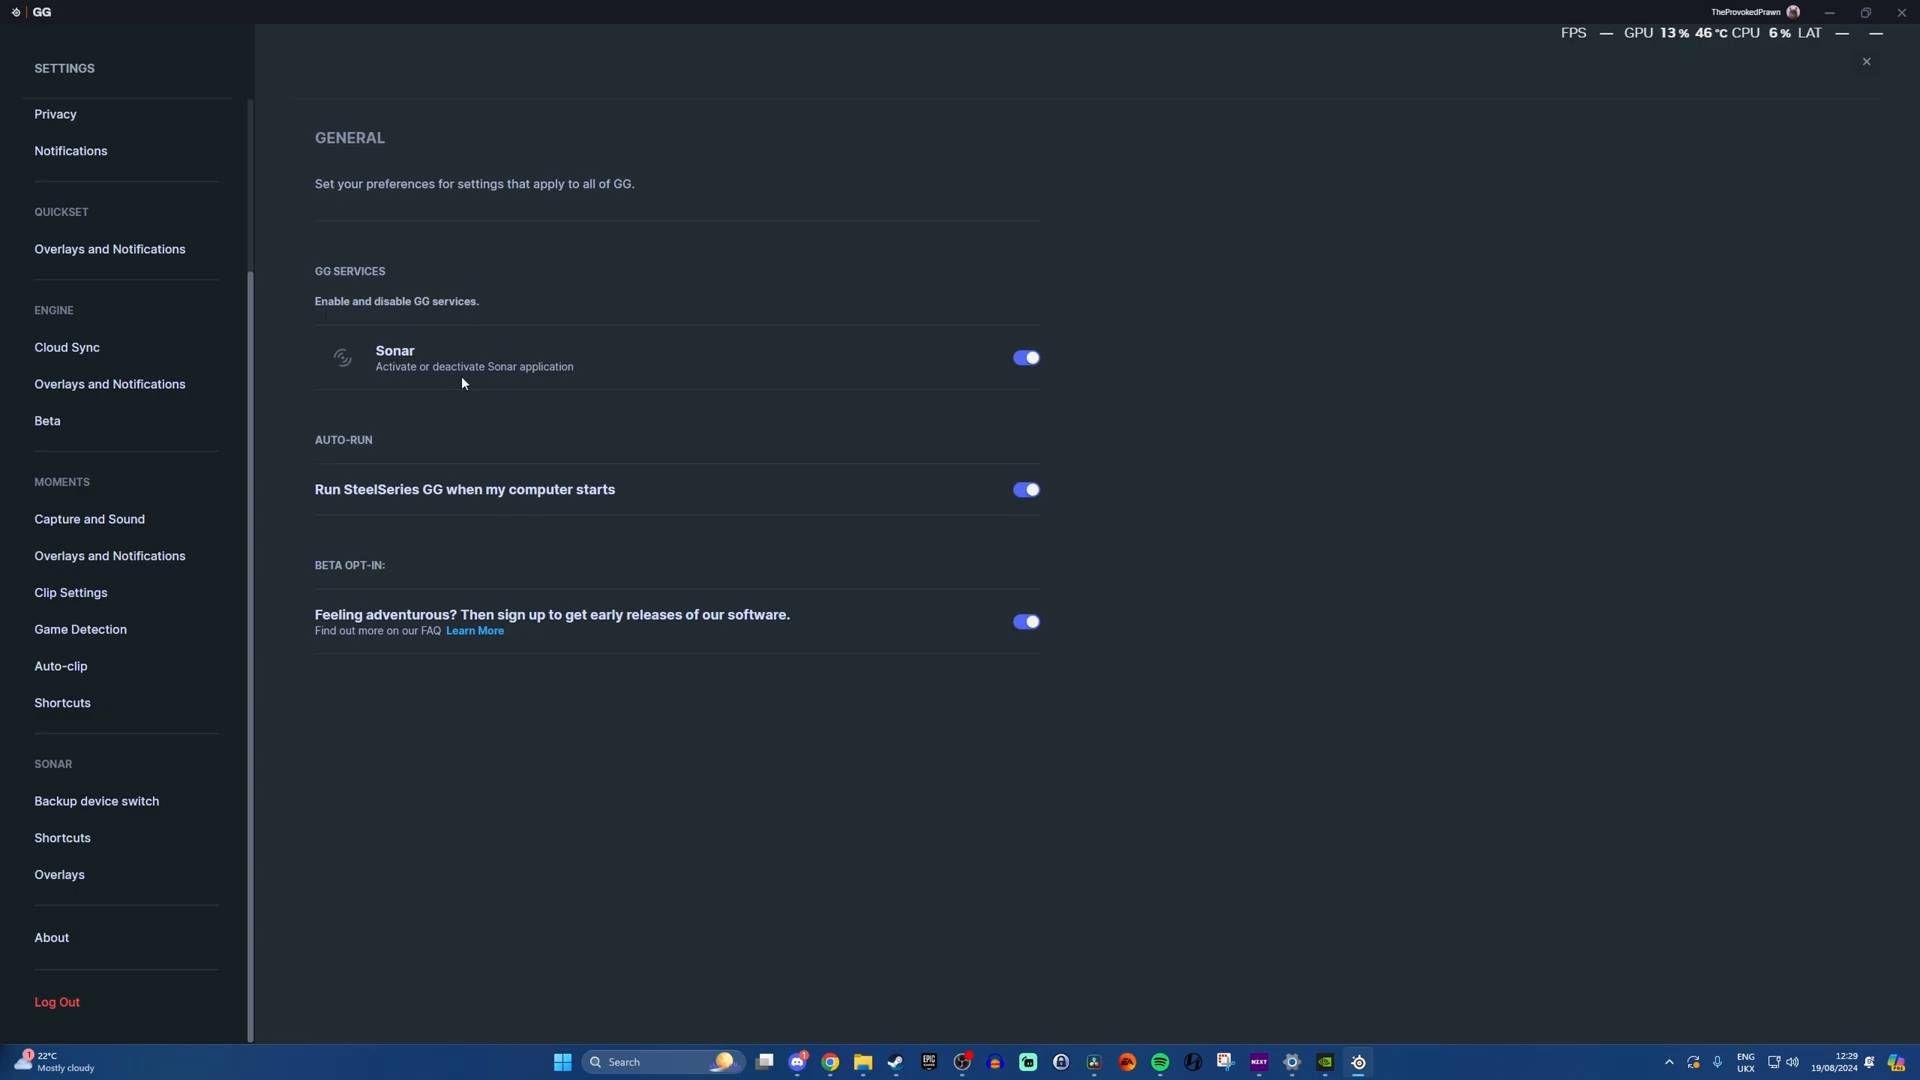 GG
TheProvokedPrawn
FPS — GPU 13% 46°C CPU 6% LAT — —
SETTINGS
Privacy
Notifications
QUICKSET
Overlays and Notifications
ENGINE
Cloud Sync
Overlays and Notifications
Beta
MOMENTS
Capture and Sound
Overlays and Notifications
Clip Settings
Game Detection
Auto-clip
Shortcuts
SONAR
Backup device switch
Shortcuts
Overlays
About
Log Out
GENERAL
Set your preferences for settings that apply to all of GG.
GG SERVICES
Enable and disable GG services.
Sonar
Activate or deactivate Sonar application
AUTO-RUN
Run SteelSeries GG when my computer starts
BETA OPT-IN:
Feeling adventurous? Then sign up to get early releases of our software.
Find out more on our FAQ Learn More
1
22°C
Mostly cloudy
Search
1
EPIC
EA
NZXT
ENG
UKX
12:29
19/08/2024